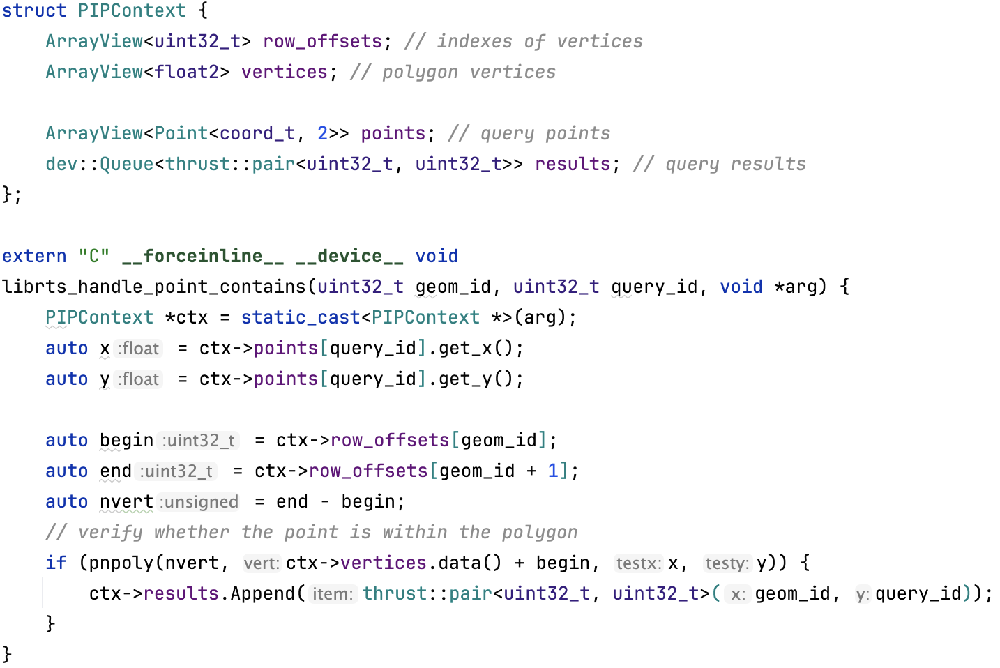 struct PIPContext {
    ArrayView<uint32_t> row_offsets; // indexes of vertices
    ArrayView<float2> vertices; // polygon vertices

    ArrayView<Point<coord_t, 2>> points; // query points
    dev::Queue<thrust::pair<uint32_t, uint32_t>> results; // query results
};

extern "C" __forceinline__ __device__ void
librts_handle_point_contains(uint32_t geom_id, uint32_t query_id, void *arg) {
    PIPContext *ctx = static_cast<PIPContext *>(arg);
    auto x :float = ctx->points[query_id].get_x();
    auto y :float = ctx->points[query_id].get_y();

    auto begin :uint32_t = ctx->row_offsets[geom_id];
    auto end :uint32_t = ctx->row_offsets[geom_id + 1];
    auto nvert :unsigned = end - begin;
    // verify whether the point is within the polygon
    if (pnpoly(nvert, vert: ctx->vertices.data() + begin, testx: x, testy: y)) {
        ctx->results.Append( item: thrust::pair<uint32_t, uint32_t>( x: geom_id, y: query_id));
    }
}